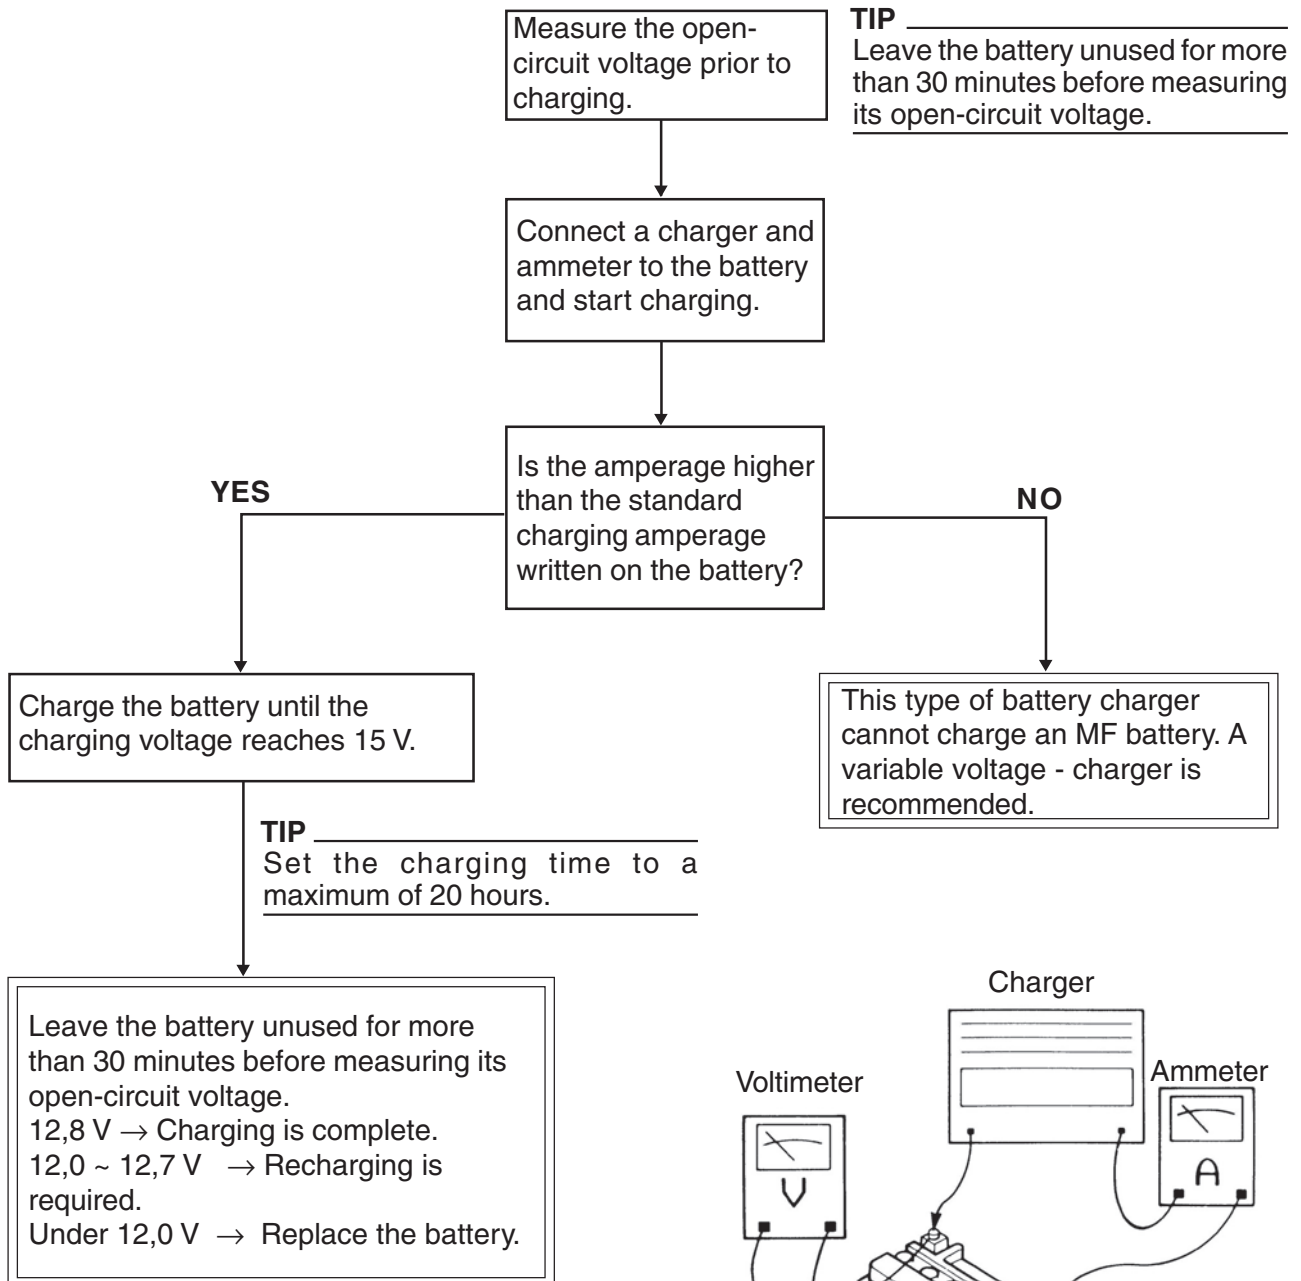 Measure the open-
circuit voltage prior to
charging.
TIP
Leave the battery unused for more
than 30 minutes before measuring
its open-circuit voltage.
Connect a charger and
ammeter to the battery
and start charging.
Is the amperage higher
than the standard
charging amperage
written on the battery?
YES
NO
Charge the battery until the
charging voltage reaches 15 V.
This type of battery charger
cannot charge an MF battery. A
variable voltage - charger is
recommended.
TIP
Set the charging time to a
maximum of 20 hours.
Leave the battery unused for more
than 30 minutes before measuring its
open-circuit voltage.
12,8 V → Charging is complete.
12,0 ~ 12,7 V → Recharging is
required.
Under 12,0 V → Replace the battery.
Charger
Voltimeter
Ammeter
V
A